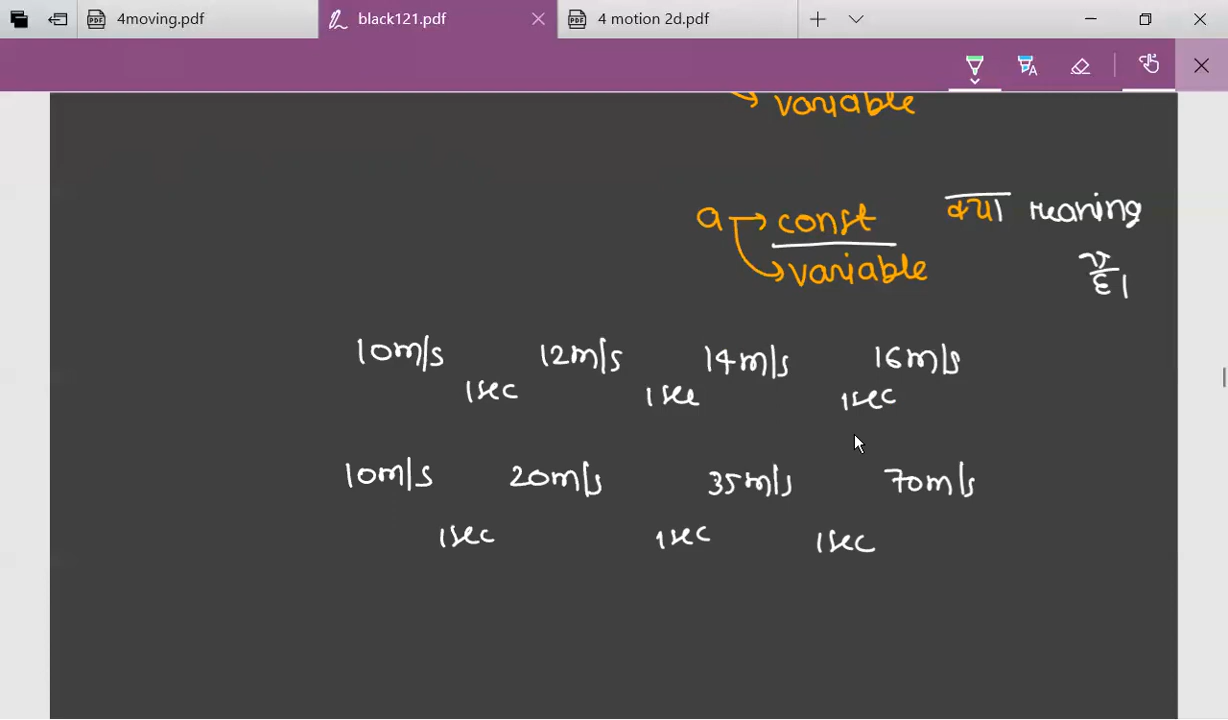 4moving.pdf black121.pdf 4 motion 2d.pdf
variable
a → const क्या meaning
है।
variable
10m/s 12m/s 14m/s 16m/s
1sec 1sec 1sec
10m/s 20m/s 35m/s 70m/s
1sec 1sec 1sec